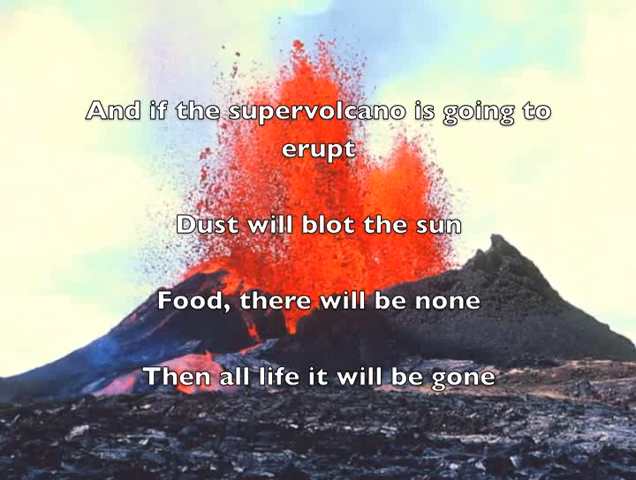 And if the supervolcano is going to
erupt
Dust will blot the sun
Food, there will be none
Then all life it will be gone